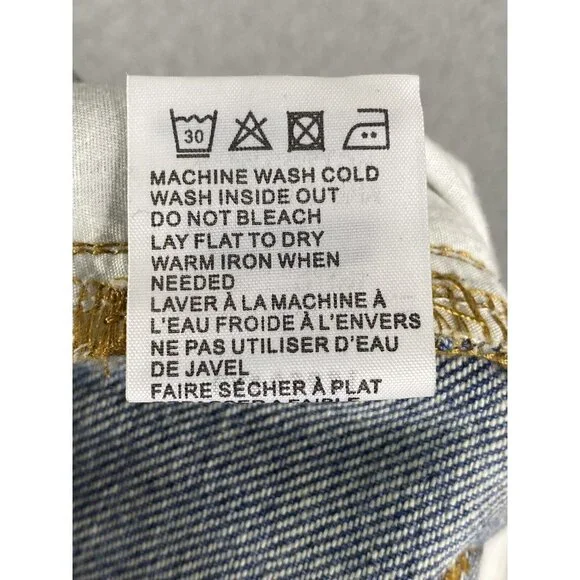 30
MACHINE WASH COLD
WASH INSIDE OUT
DO NOT BLEACH
LAY FLAT TO DRY
WARM IRON WHEN
NEEDED
LAVER À LA MACHINE À
L'EAU FROIDE À L'ENVERS
NE PAS UTILISER D'EAU
DE JAVEL
FAIRE SÉCHER À PLAT